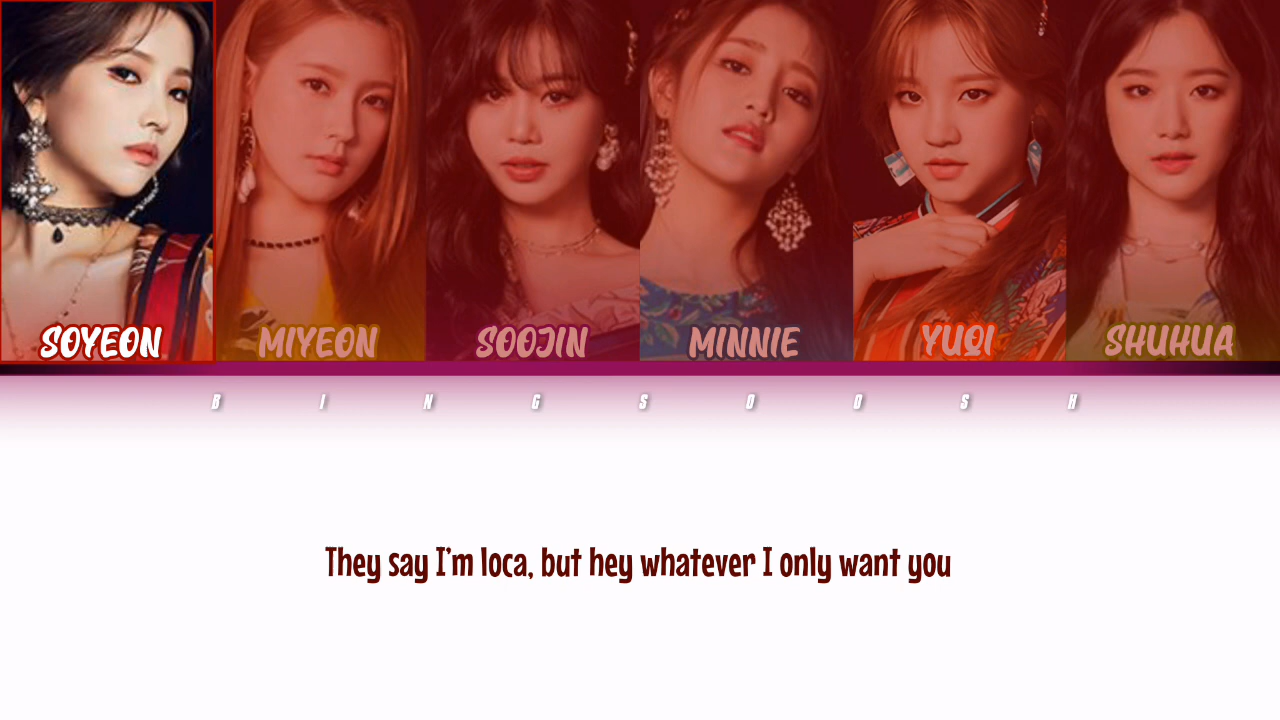 SOYEON MIYEON SOOJIN MINNIE YUQI SHUHUA
B I N G S O O S H
They say I'm loca, but hey whatever I only want you